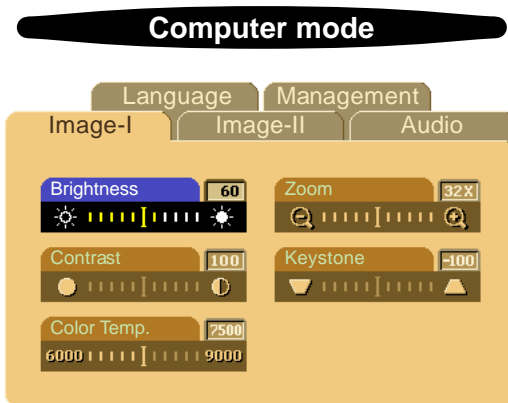 Computer mode
Language Management
Image-I Image-II Audio
Brightness 60
Zoom 32X
Contrast 100
Keystone -100
Color Temp. 7500
6000 9000